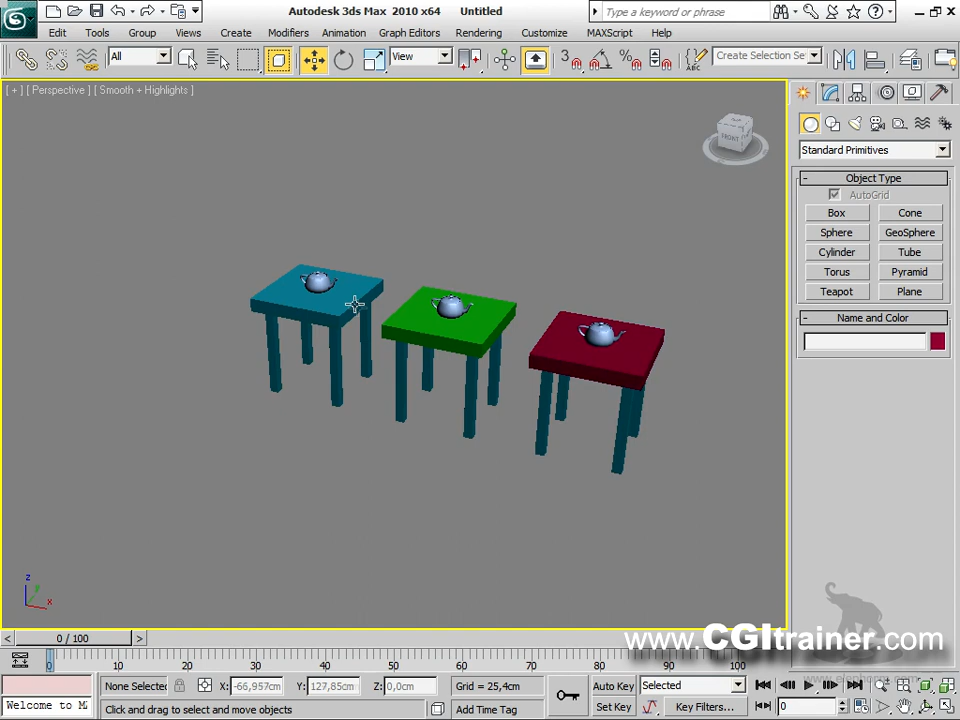 Autodesk 3ds Max 2010 x64 Untitled
Type a keyword or phrase
Edit Tools Group Views Create Modifiers Animation Graph Editors Rendering Customize MAXScript Help
All View 3 ABC Create Selection Se
[ + ] [ Perspective ] [ Smooth + Highlights ]
FRONT
Standard Primitives
- Object Type
AutoGrid
Box Cone
Sphere GeoSphere
Cylinder Tube
Torus Pyramid
Teapot Plane
- Name and Color
z
y
x
< 0 / 100 >
www.CGItrainer.com
0 10 20 30 40 50 60 70 80 90 100
None Selected X: -66,957cm Y: 127,85cm Z: 0,0cm Grid = 25,4cm Auto Key Selected
Welcome to M Click and drag to select and move objects Add Time Tag Set Key Key Filters... 0